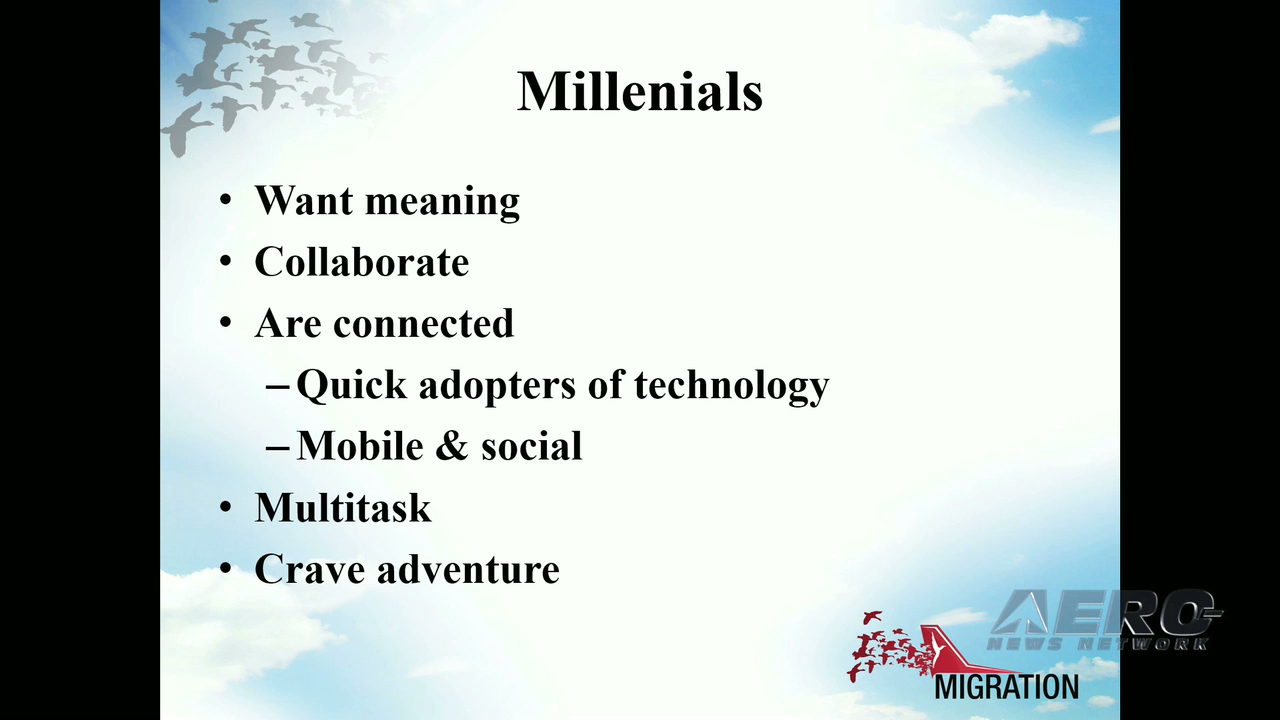 Millenials
• Want meaning
• Collaborate
• Are connected
– Quick adopters of technology
– Mobile & social
• Multitask
• Crave adventure
AERO
NEWS NETWORK
MIGRATION